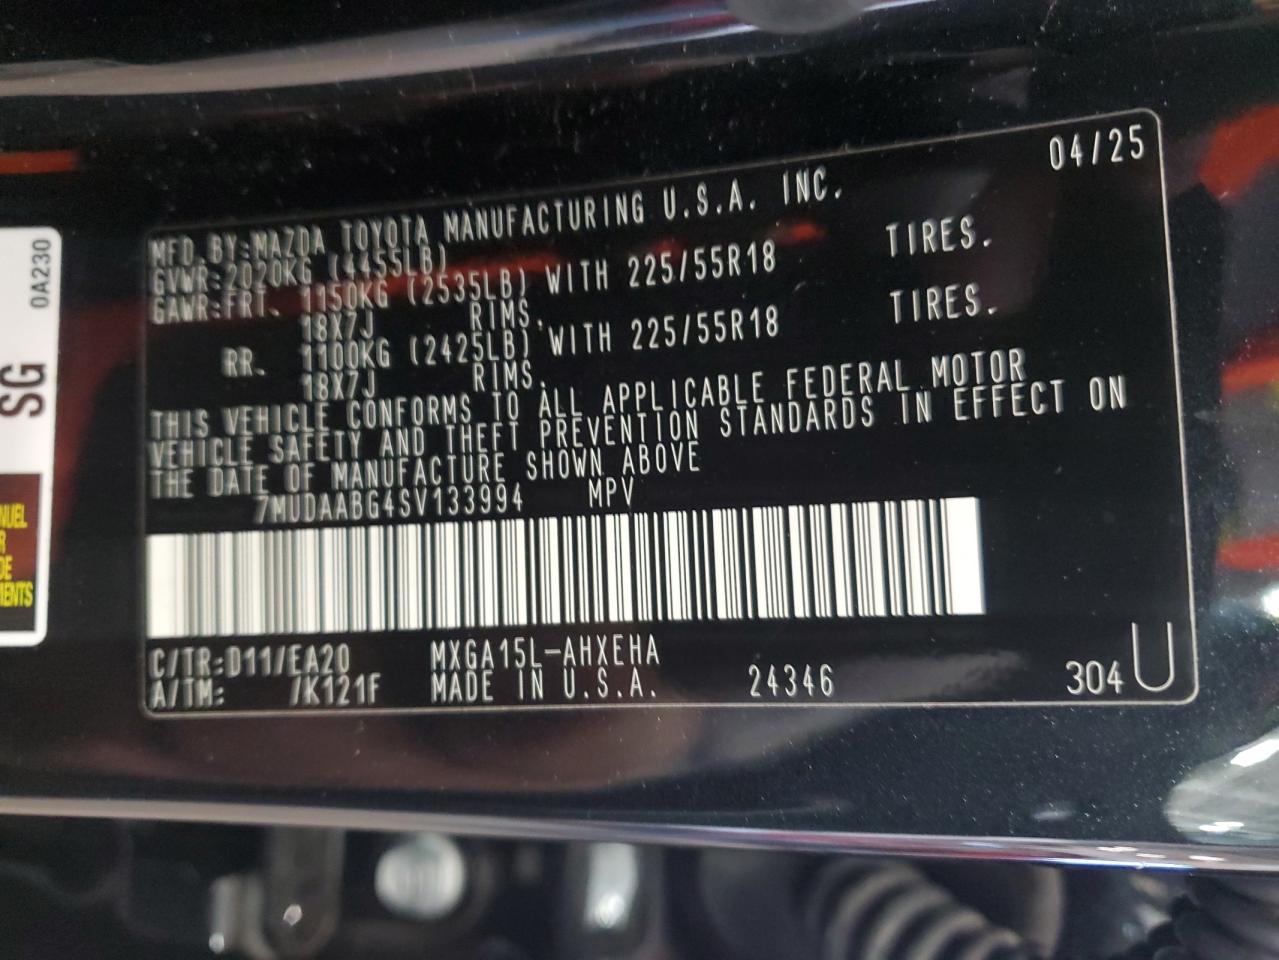 04/25
MFD.BY:MAZDA TOYOTA MANUFACTURING U.S.A. INC.
GVWR:2020KG (4455LB)
GAWR:FRT. 1150KG (2535LB) WITH 225/55R18 TIRES.
18X7J RIMS.
RR. 1100KG (2425LB) WITH 225/55R18 TIRES.
18X7J RIMS.
THIS VEHICLE CONFORMS TO ALL APPLICABLE FEDERAL MOTOR
VEHICLE SAFETY AND THEFT PREVENTION STANDARDS IN EFFECT ON
THE DATE OF MANUFACTURE SHOWN ABOVE
7MUDAABG4SV133994 MPV
C/TR:D11/EA20 MXGA15L-AHXEHA
A/TM: /K121F MADE IN U.S.A. 24346 304 U
0A230
SG
NUEL
R
DE
MENTS